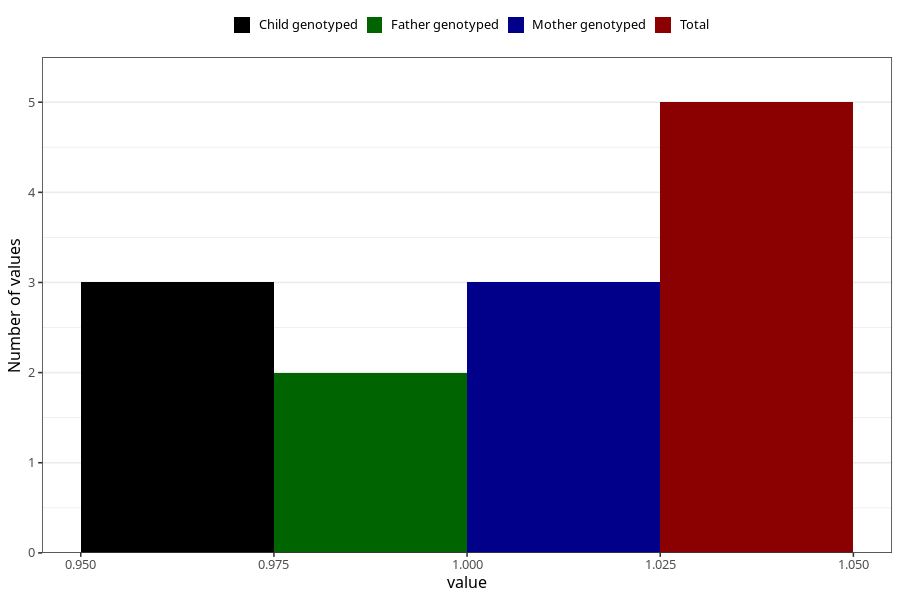 Child genotyped Father genotyped Mother genotyped Total
Number of values
5
4
3
2
1
0
0.950 0.975 1.000 1.025 1.050
value